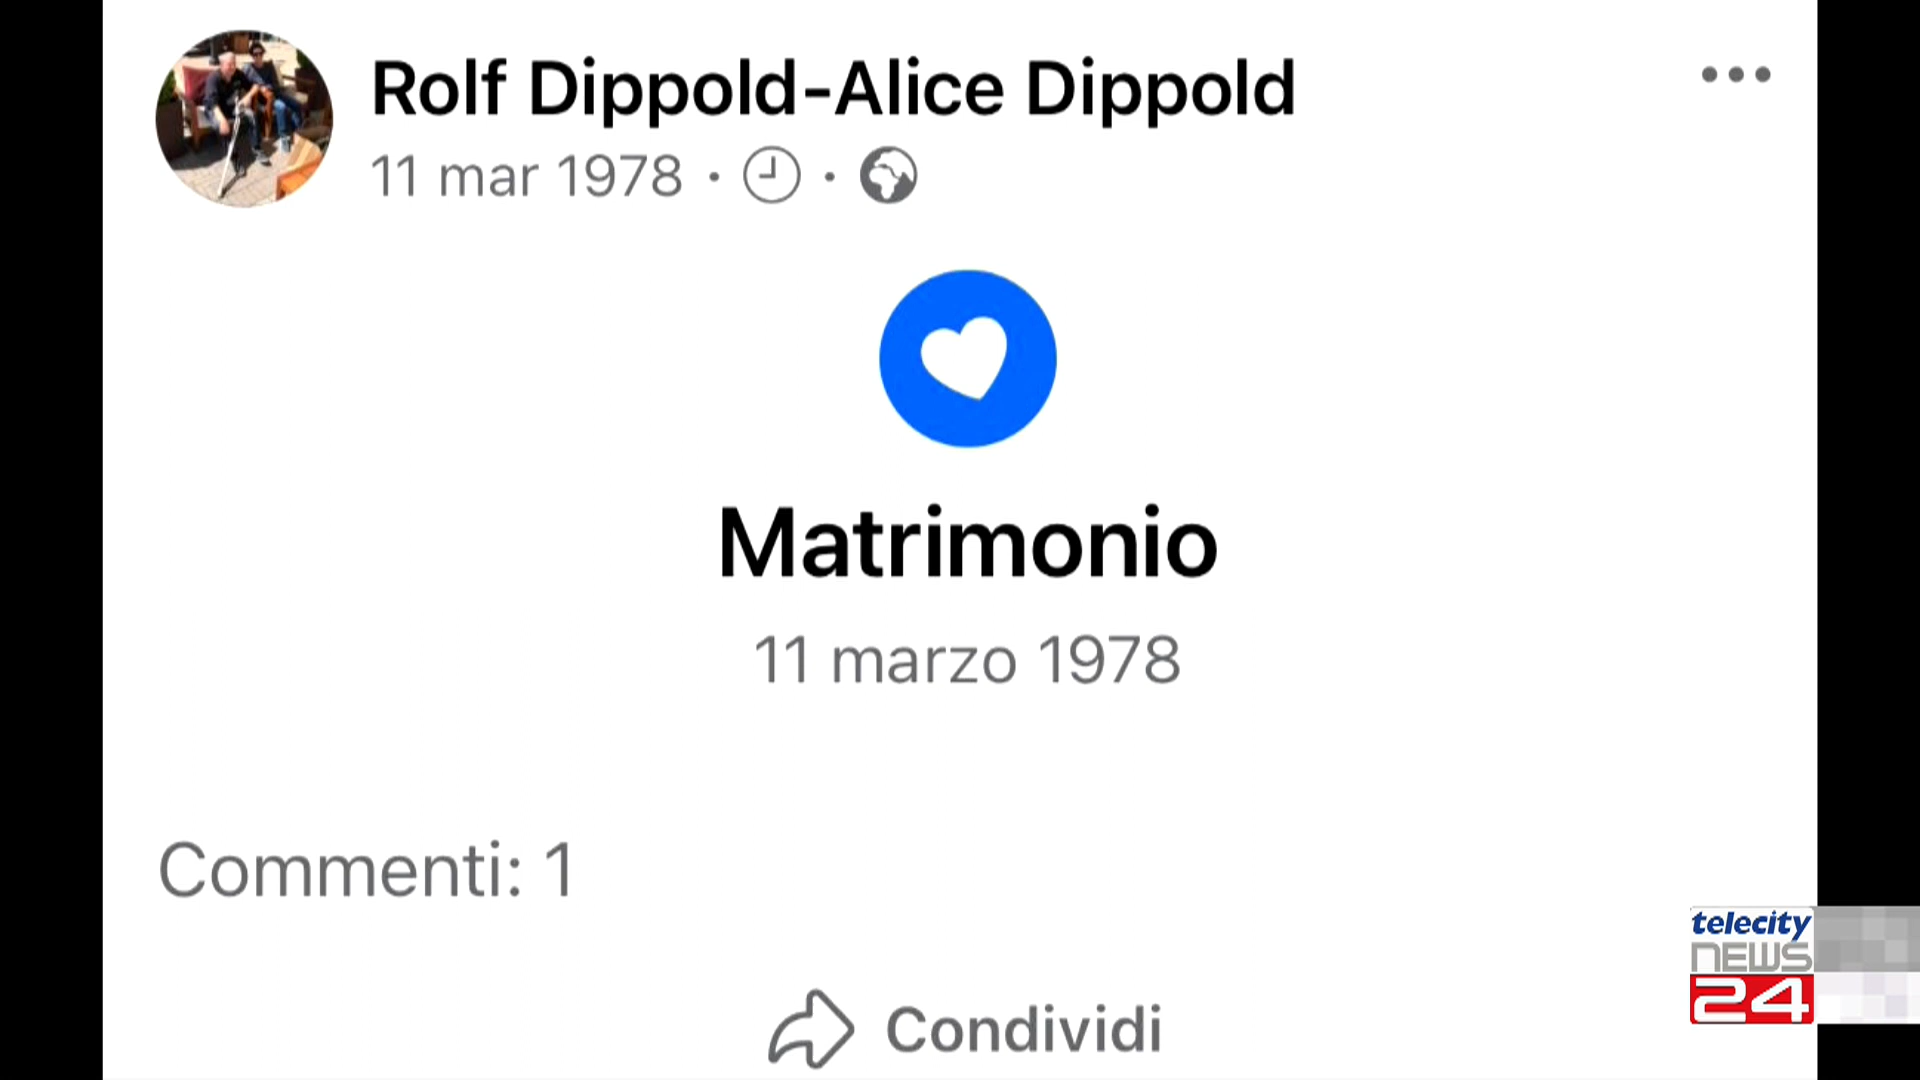 Rolf Dippold-Alice Dippold
11 mar 1978 · ·
Matrimonio
11 marzo 1978
Commenti: 1
Condividi
telecity
NEWS
24